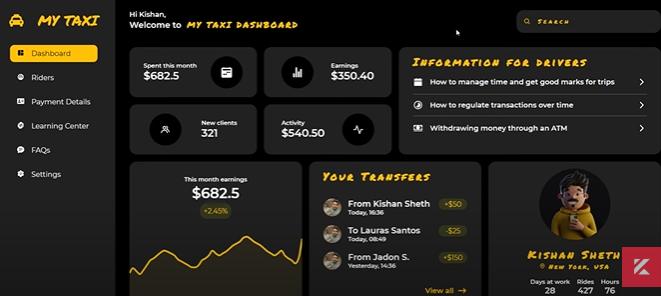 MY TAXI
Dashboard
Riders
Payment Details
Learning Center
FAQs
Settings
Hi Kishan,
Welcome to MY TAXI DASHBOARD
Search
Spent this month
$682.5
Earnings
$350.40
New clients
321
Activity
$540.50
Information for drivers
How to manage time and get good marks for trips
How to regulate transactions over time
Withdrawing money through an ATM
This month earnings
$682.5
+2.45%
Your Transfers
From Kishan Sheth
Today, 16:36
+$50
To Lauras Santos
Today, 08:49
-$25
From Jadon S.
Yesterday, 14:36
+$150
View all
Kishan Sheth
New York, USA
Days at work Rides Hours
28 427 76